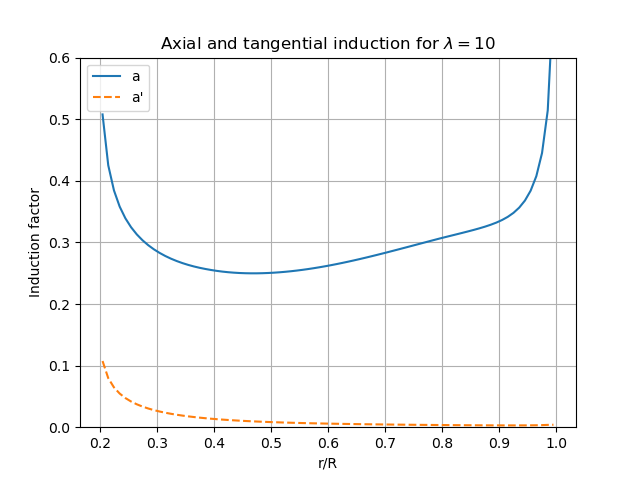 Axial and tangential induction for λ = 10
a
a'
Induction factor
0.6
0.5
0.4
0.3
0.2
0.1
0.0
0.2 0.3 0.4 0.5 0.6 0.7 0.8 0.9 1.0
r/R